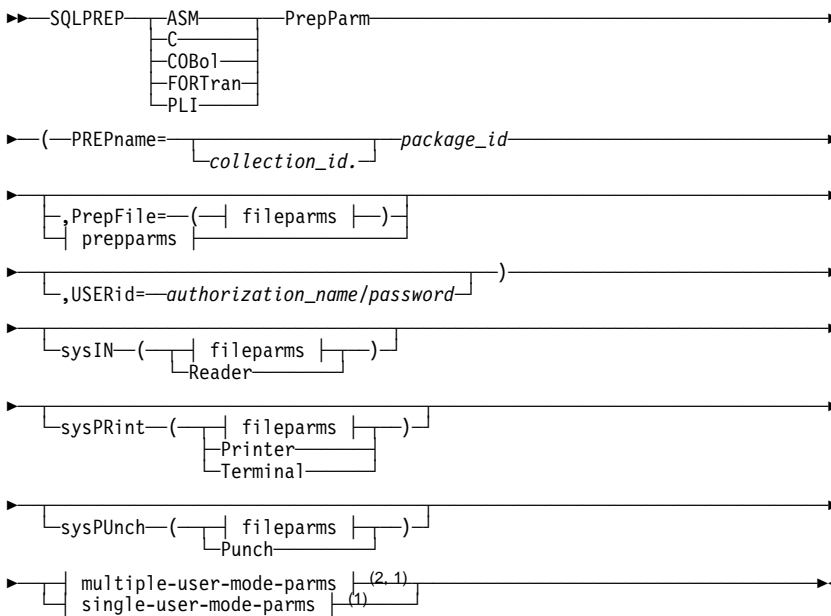 SQLPREP ASM PrepParm
C
COBol
FORTran
PLI
( PREPname= package_id
collection_id.
,PrepFile= ( fileparms )
prepparms
)
,USERid= authorization_name/password
sysIN ( fileparms )
Reader
sysPRint ( fileparms )
Printer
Terminal
sysPUnch ( fileparms )
Punch
multiple-user-mode-parms (2, 1)
single-user-mode-parms (1)